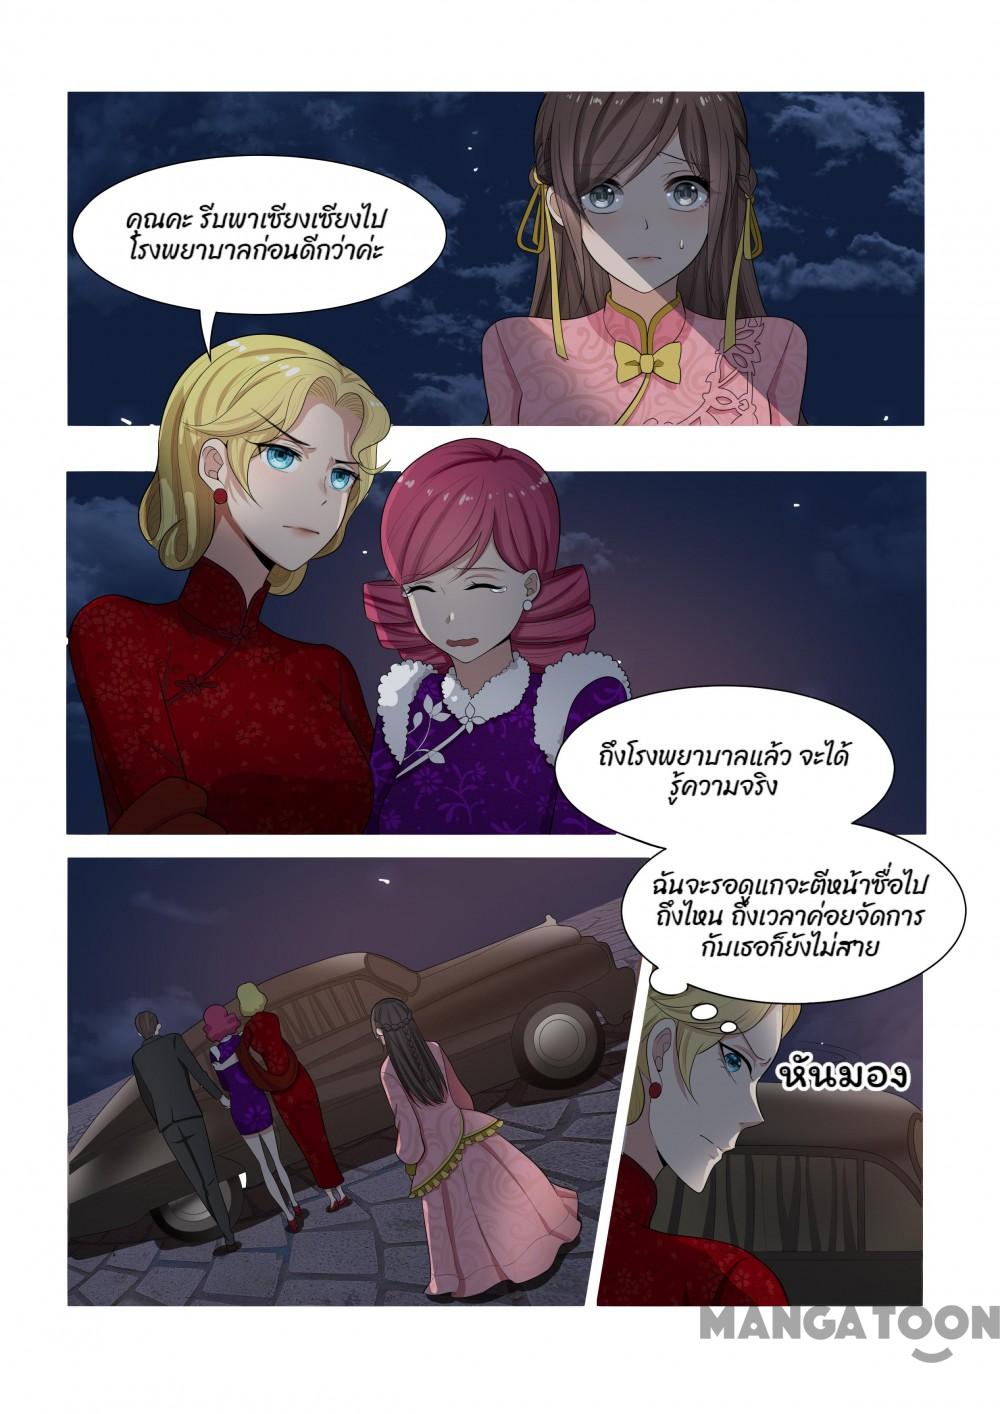 คุณคะ รีบพาเซียงเซียงไป
โรงพยาบาลก่อนดีกว่าค่ะ
ถึงโรงพยาบาลแล้ว จะได้
รู้ความจริง
ฉันจะรอดูแกจะตีหน้าซื่อไป
ถึงไหน ถึงเวลาค่อยจัดการ
กับเธอก็ยังไม่สาย
หันมอง
MANGATOON